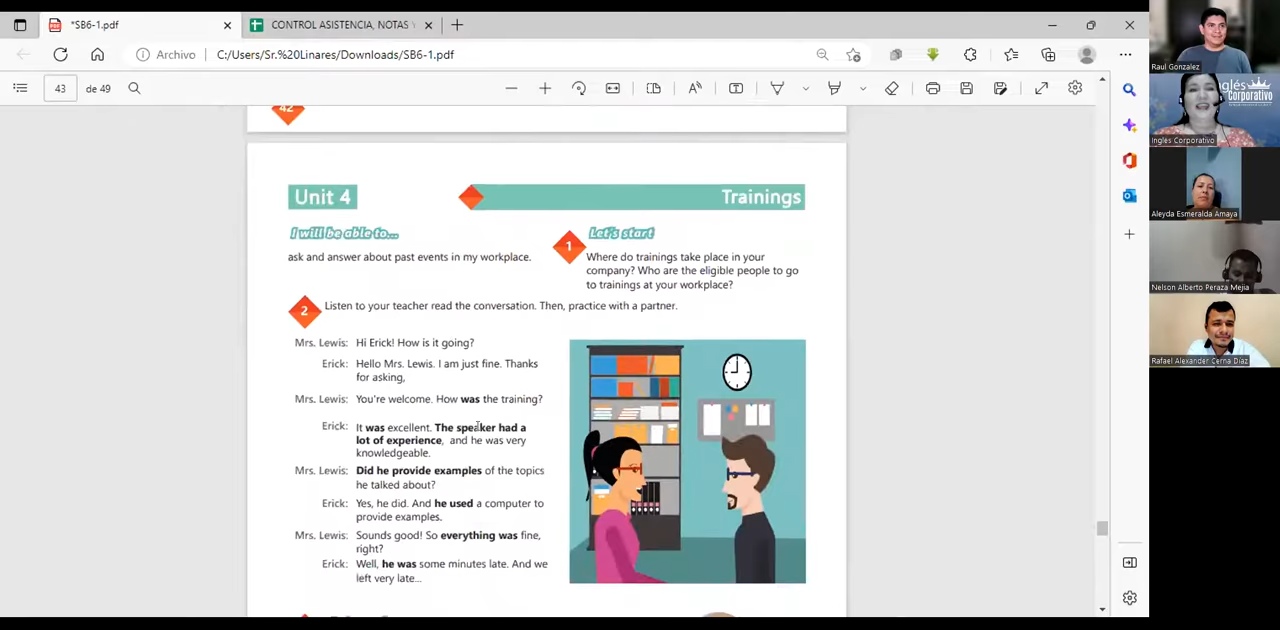 *SB6-1.pdf
CONTROL ASISTENCIA, NOTAS
Archivo
C:/Users/Sr.%20Linares/Downloads/SB6-1.pdf
43
de 49
42
Unit 4
Trainings
I will be able to...
ask and answer about past events in my workplace.
1
Let's start
Where do trainings take place in your
company? Who are the eligible people to go
to trainings at your workplace?
2
Listen to your teacher read the conversation. Then, practice with a partner.
Mrs. Lewis: Hi Erick! How is it going?
Erick: Hello Mrs. Lewis. I am just fine. Thanks
for asking,
Mrs. Lewis: You're welcome. How was the training?
Erick: It was excellent. The speaker had a
lot of experience, and he was very
knowledgeable.
Mrs. Lewis: Did he provide examples of the topics
he talked about?
Erick: Yes, he did. And he used a computer to
provide examples.
Mrs. Lewis: Sounds good! So everything was fine,
right?
Erick: Well, he was some minutes late. And we
left very late...
Raul Gonzalez
Inglés
Corporativo
Inglés Corporativo
Aleyda Esmeralda Amaya
Nelson Alberto Peraza Mejia
Rafael Alexander Cerna Díaz